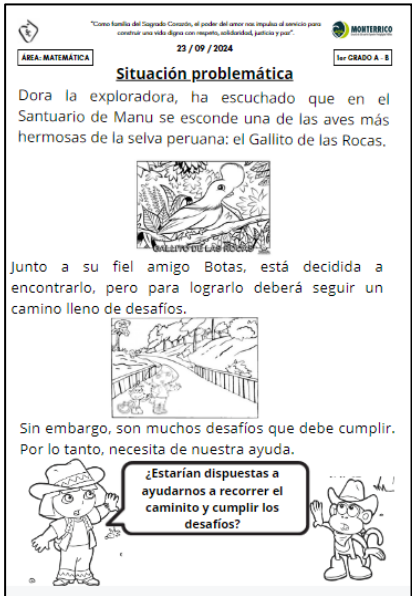 "Como familia del Sagrado Corazón, el poder del amor nos impulsa al servicio para
construir una vida digna con respeto, solidaridad, justicia y paz".
MONTERRICO
23 / 09 / 2024
ÁREA: MATEMÁTICA
1er GRADO A - B
Situación problemática
Dora la exploradora, ha escuchado que en el
Santuario de Manu se esconde una de las aves más
hermosas de la selva peruana: el Gallito de las Rocas.
GALLITO DE LAS ROCAS
Junto a su fiel amigo Botas, está decidida a
encontrarlo, pero para lograrlo deberá seguir un
camino lleno de desafíos.
Sin embargo, son muchos desafíos que debe cumplir.
Por lo tanto, necesita de nuestra ayuda.
¿Estarían dispuestas a
ayudarnos a recorrer el
caminito y cumplir los
desafíos?